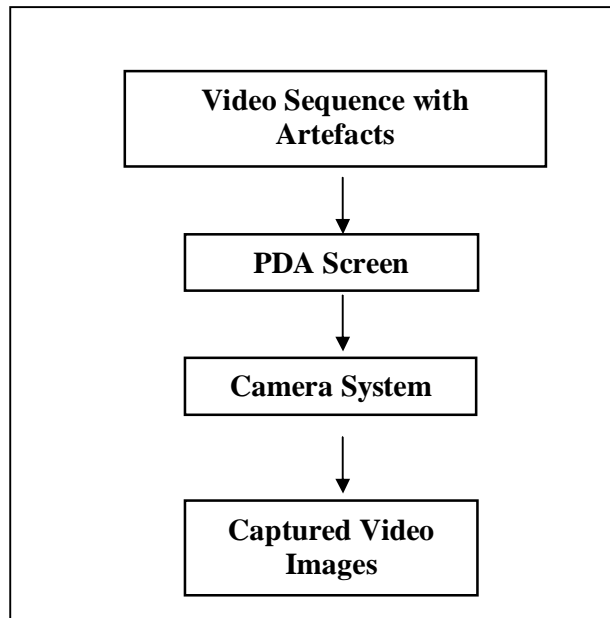 Video Sequence with
Artefacts
PDA Screen
Camera System
Captured Video
Images